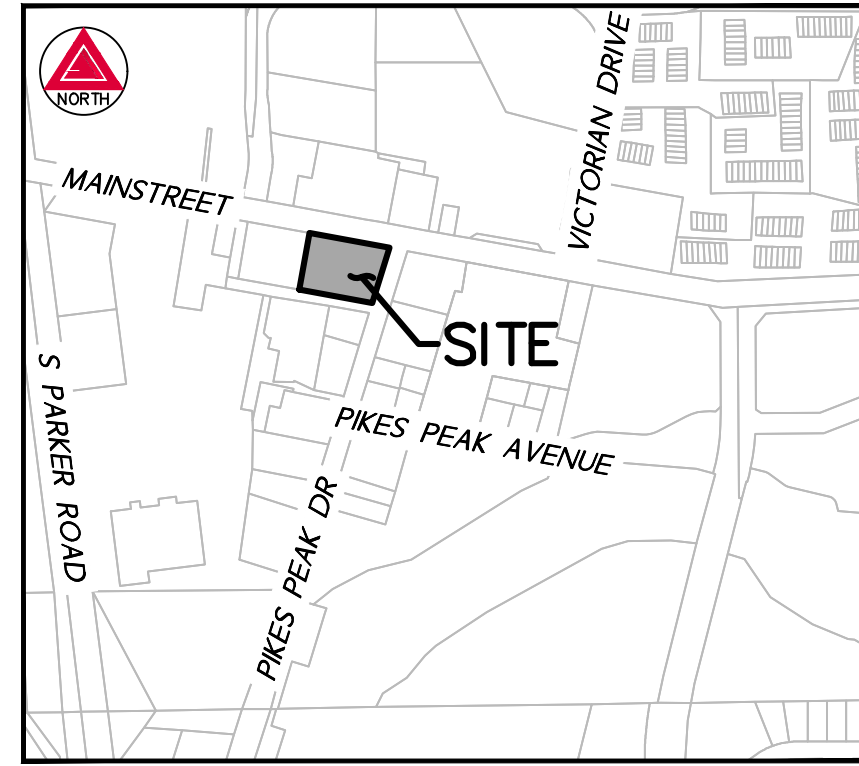 NORTH
VICTORIAN DRIVE
MAINSTREET
SITE
S PARKER ROAD
PIKES PEAK AVENUE
PIKES PEAK DR